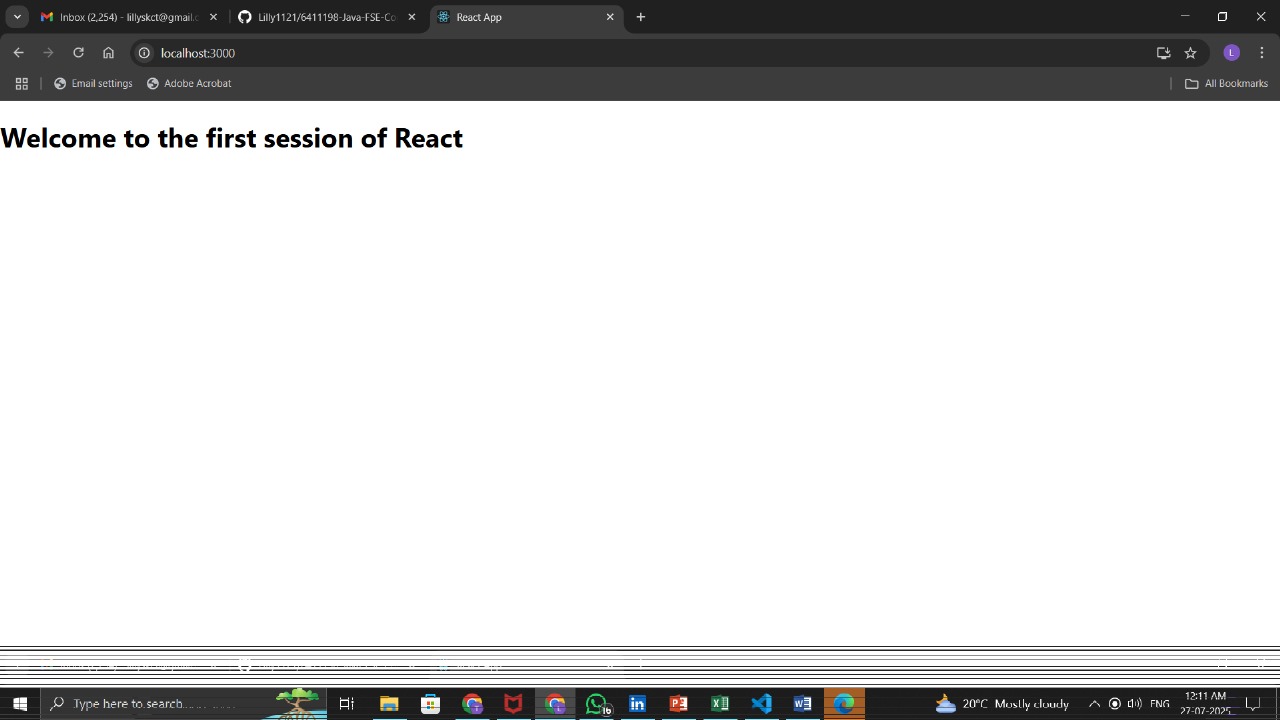 Inbox (2,254) - lillyskct@gmail.c
Lilly1121/6411198-Java-FSE-Co
React App
localhost:3000
L
Email settings
Adobe Acrobat
All Bookmarks
Welcome to the first session of React
Type here to search
20°C Mostly cloudy
ENG
12:11 AM
27-07-2025